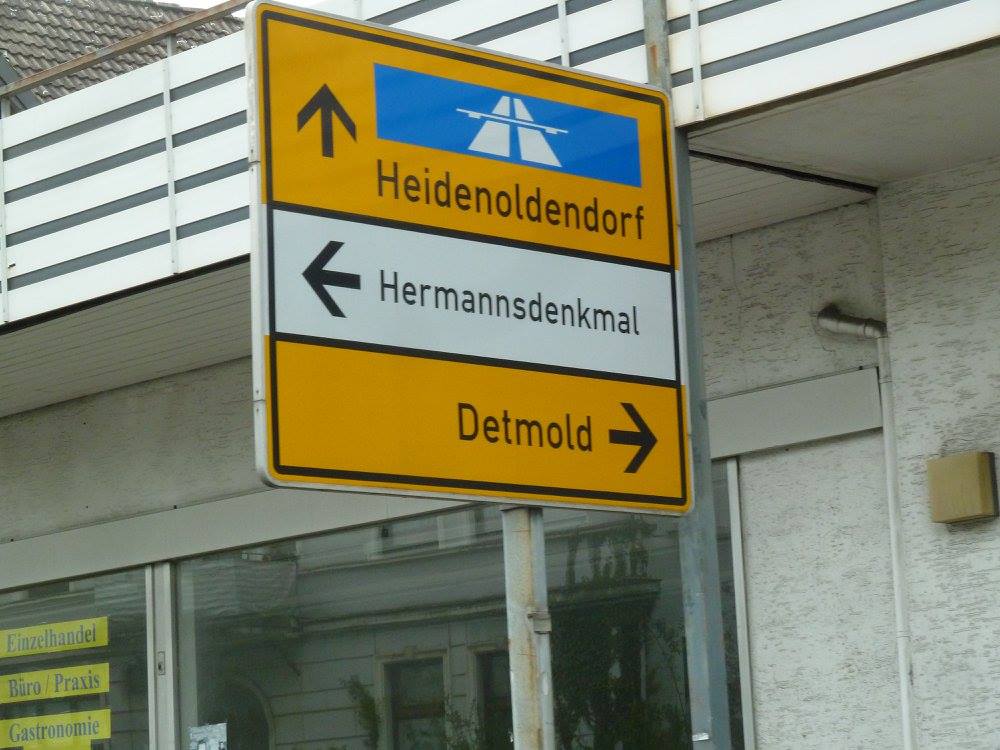 Heidenoldendorf
Hermannsdenkmal
Detmold
Einzelhandel
Büro / Praxis
Gastronomie